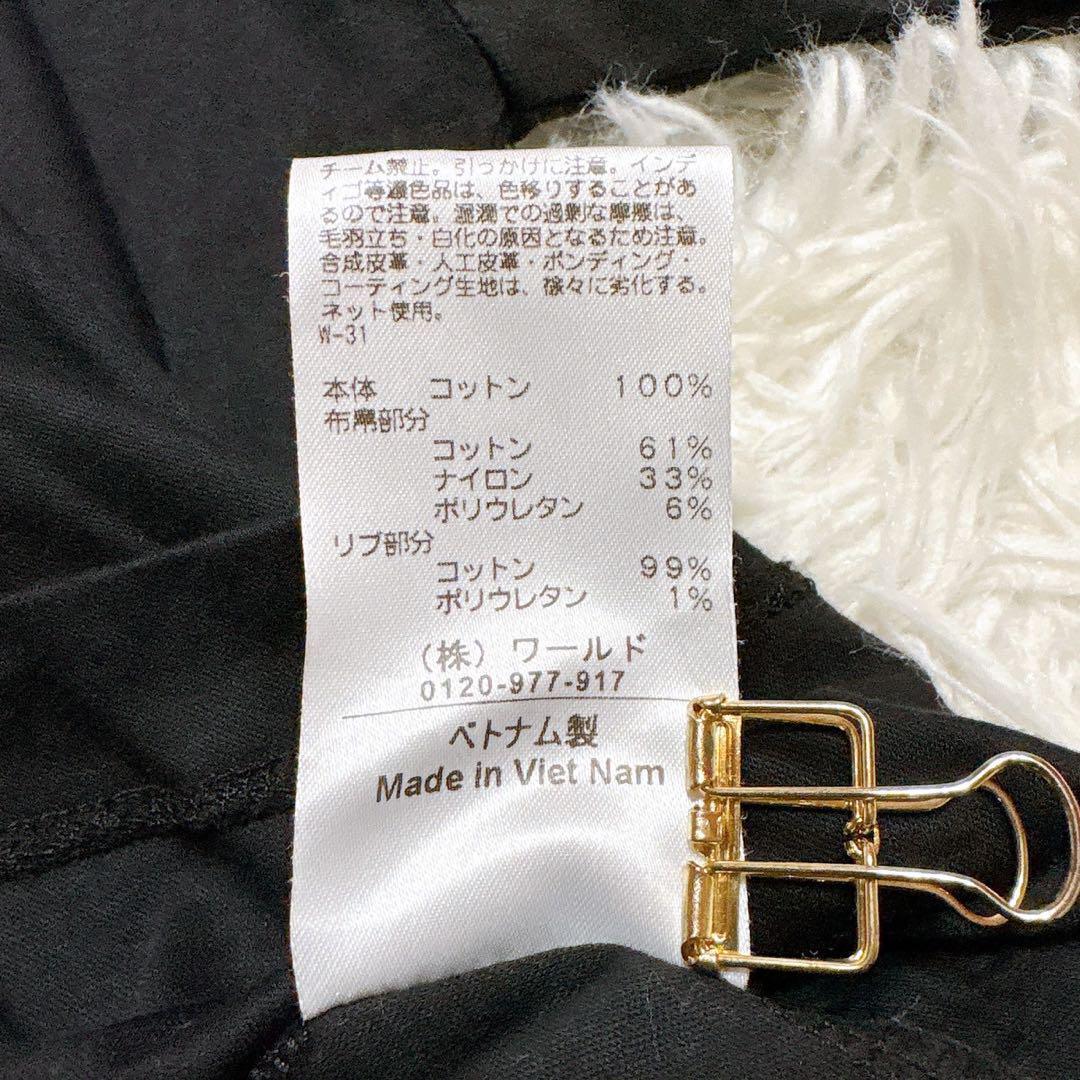 チーム禁止。引っかけに注意。インデ
ィゴ等濃色品は、色移りすることがあ
るので注意。湿潤での過剰な摩擦は、
毛羽立ち・白化の原因となるため注意。
合成皮革・人工皮革・ボンディング・
コーティング生地は、徐々に劣化する。
ネット使用。
W-31
本体 コットン 100%
布帛部分
コットン 61%
ナイロン 33%
ポリウレタン 6%
リブ部分
コットン 99%
ポリウレタン 1%
（株）ワールド
0120-977-917
ベトナム製
Made in Viet Nam